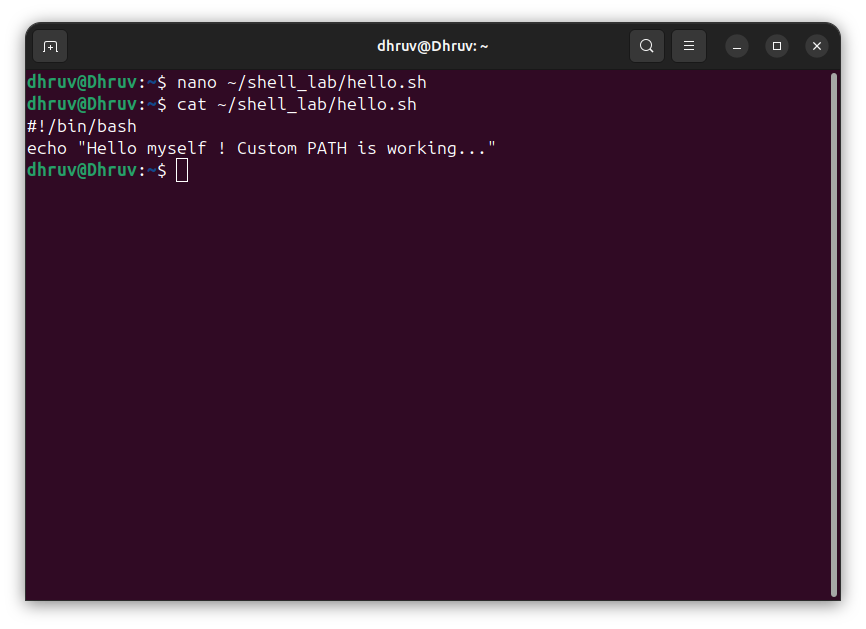 dhruv@Dhruv: ~
dhruv@Dhruv:~$ nano ~/shell_lab/hello.sh
dhruv@Dhruv:~$ cat ~/shell_lab/hello.sh
#!/bin/bash
echo "Hello myself ! Custom PATH is working..."
dhruv@Dhruv:~$